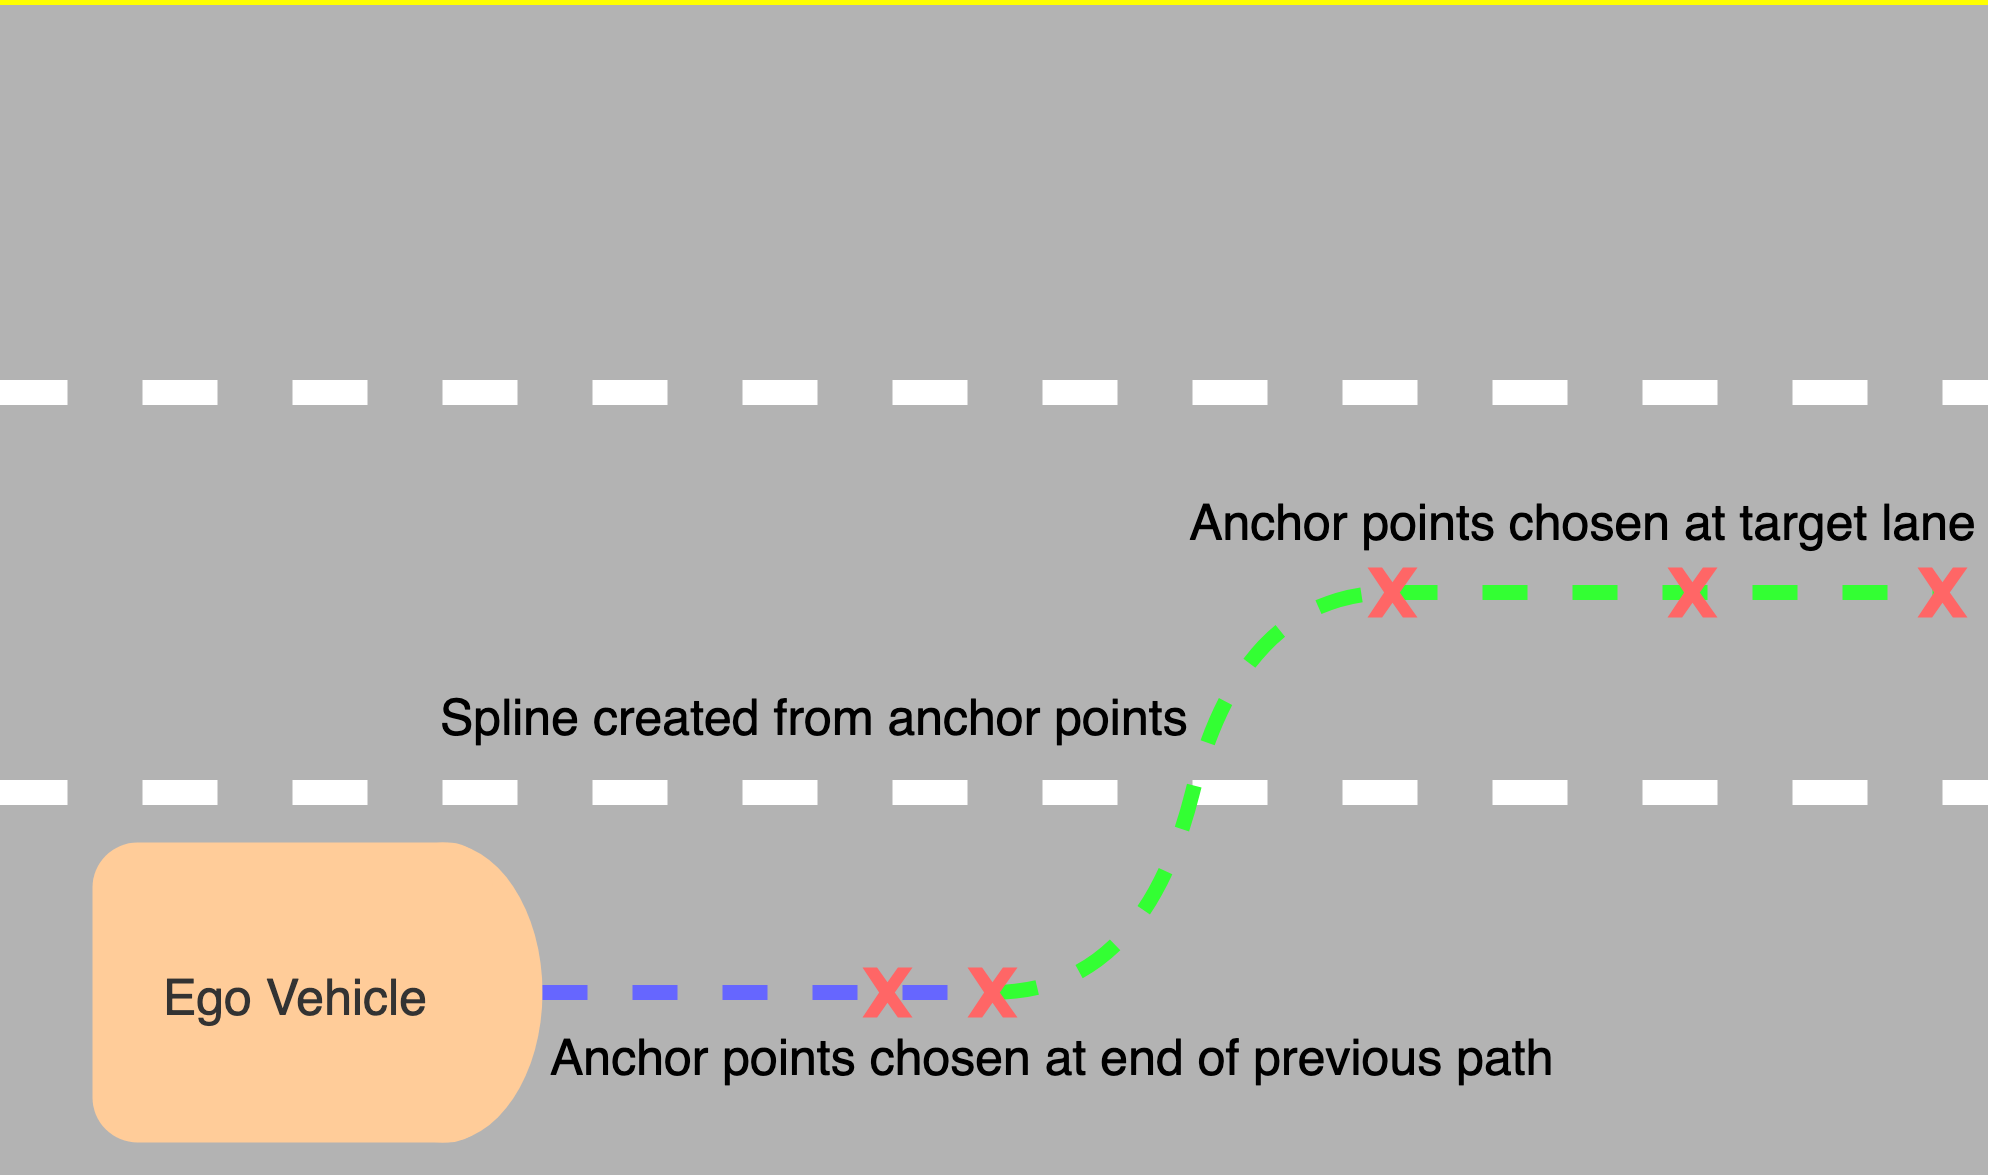 Anchor points chosen at target lane
Spline created from anchor points
Ego Vehicle
Anchor points chosen at end of previous path